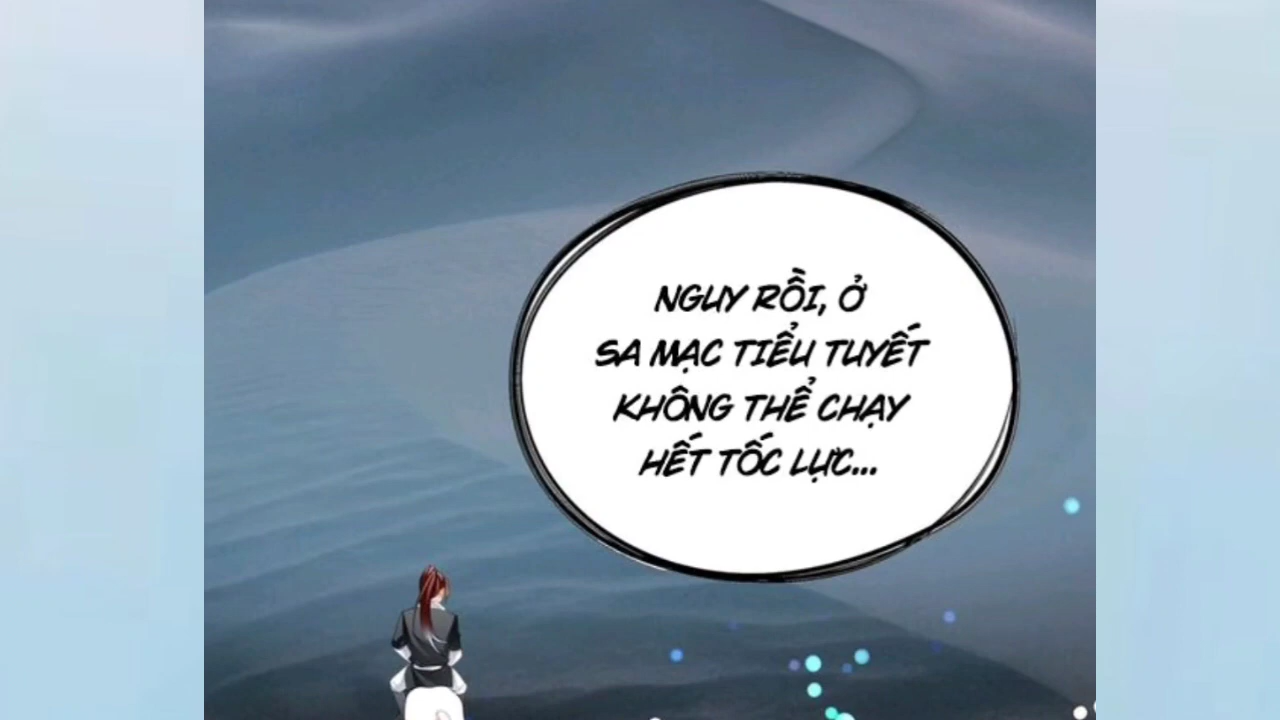 NGUY RỒI, Ở
SA MẠC TIỂU TUYẾT
KHÔNG THỂ CHẠY
HẾT TỐC LỰC...